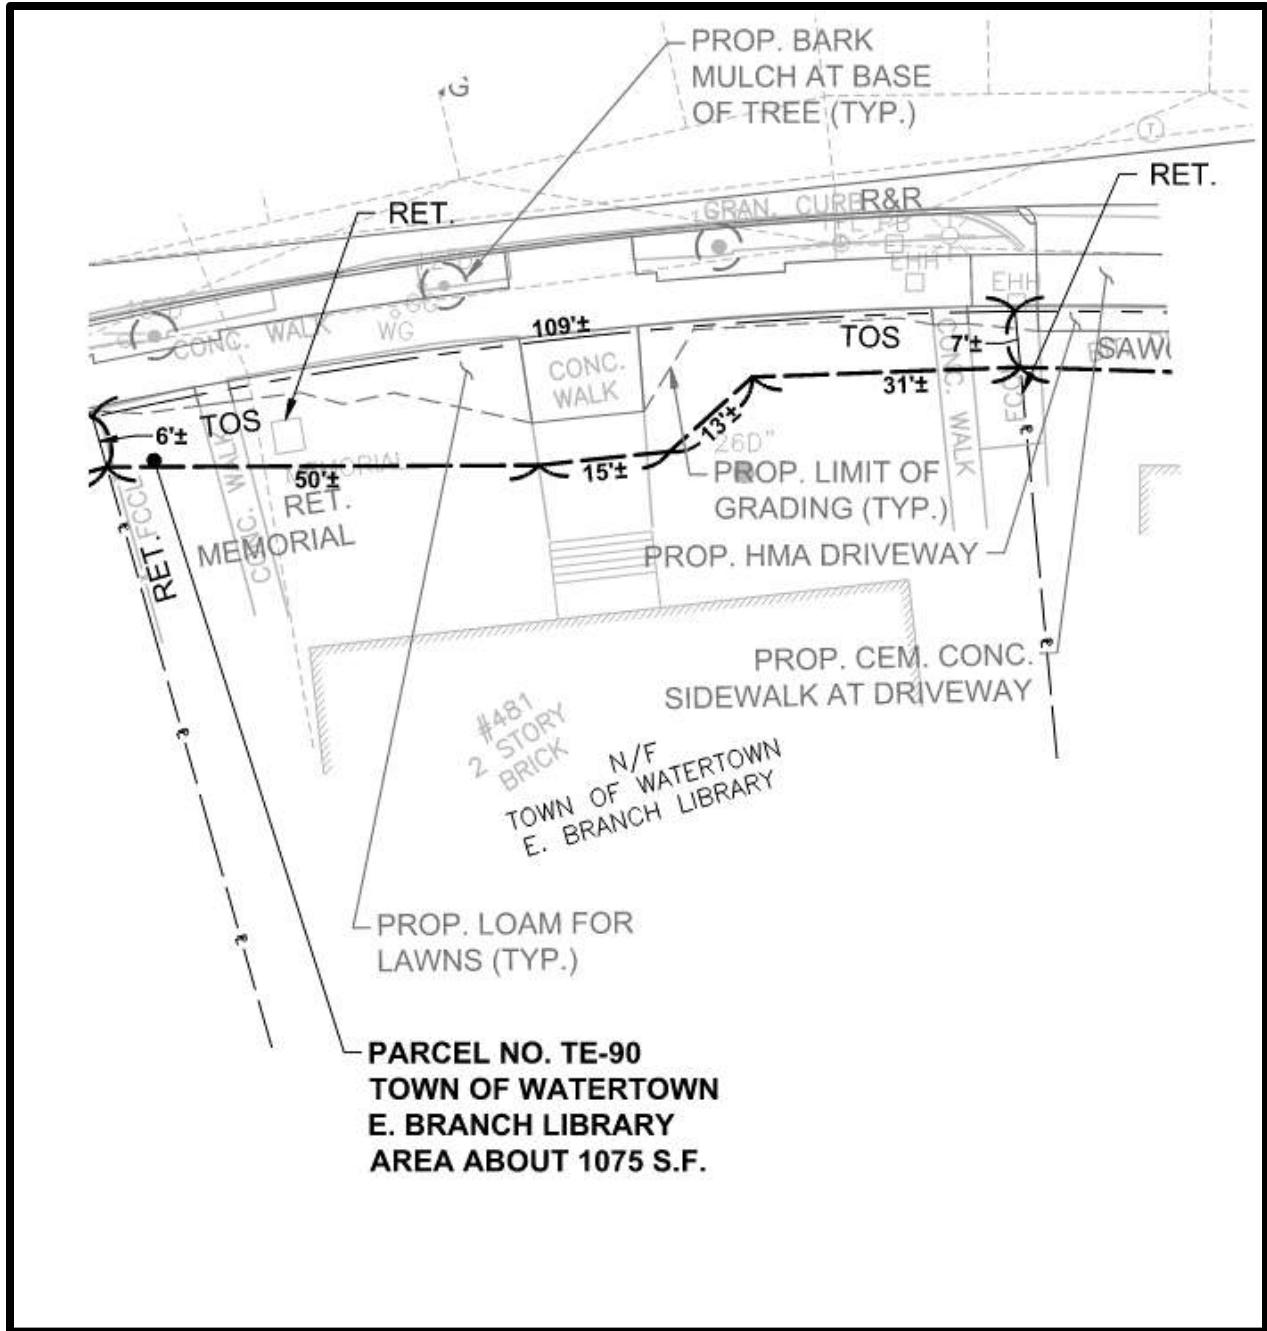 PROP. BARK
MULCH AT BASE
OF TREE (TYP.)
G
T
RET.
RET.
R&R
GRAN. CURB
EHH
EHH
WG
CONC. WALK
109'±
TOS
7'±
CONC.
WALK
31'±
CONC. WALK
TOS
6'±
13'±
26D"
15'±
50'±
MEMORIAL
RET.
MEMORIAL
CONC. WALK
RET.
PROP. LIMIT OF
GRADING (TYP.)
PROP. HMA DRIVEWAY
PROP. CEM. CONC.
SIDEWALK AT DRIVEWAY
#481
2 STORY
BRICK
N/F
TOWN OF WATERTOWN
E. BRANCH LIBRARY
PROP. LOAM FOR
LAWNS (TYP.)
PARCEL NO. TE-90
TOWN OF WATERTOWN
E. BRANCH LIBRARY
AREA ABOUT 1075 S.F.